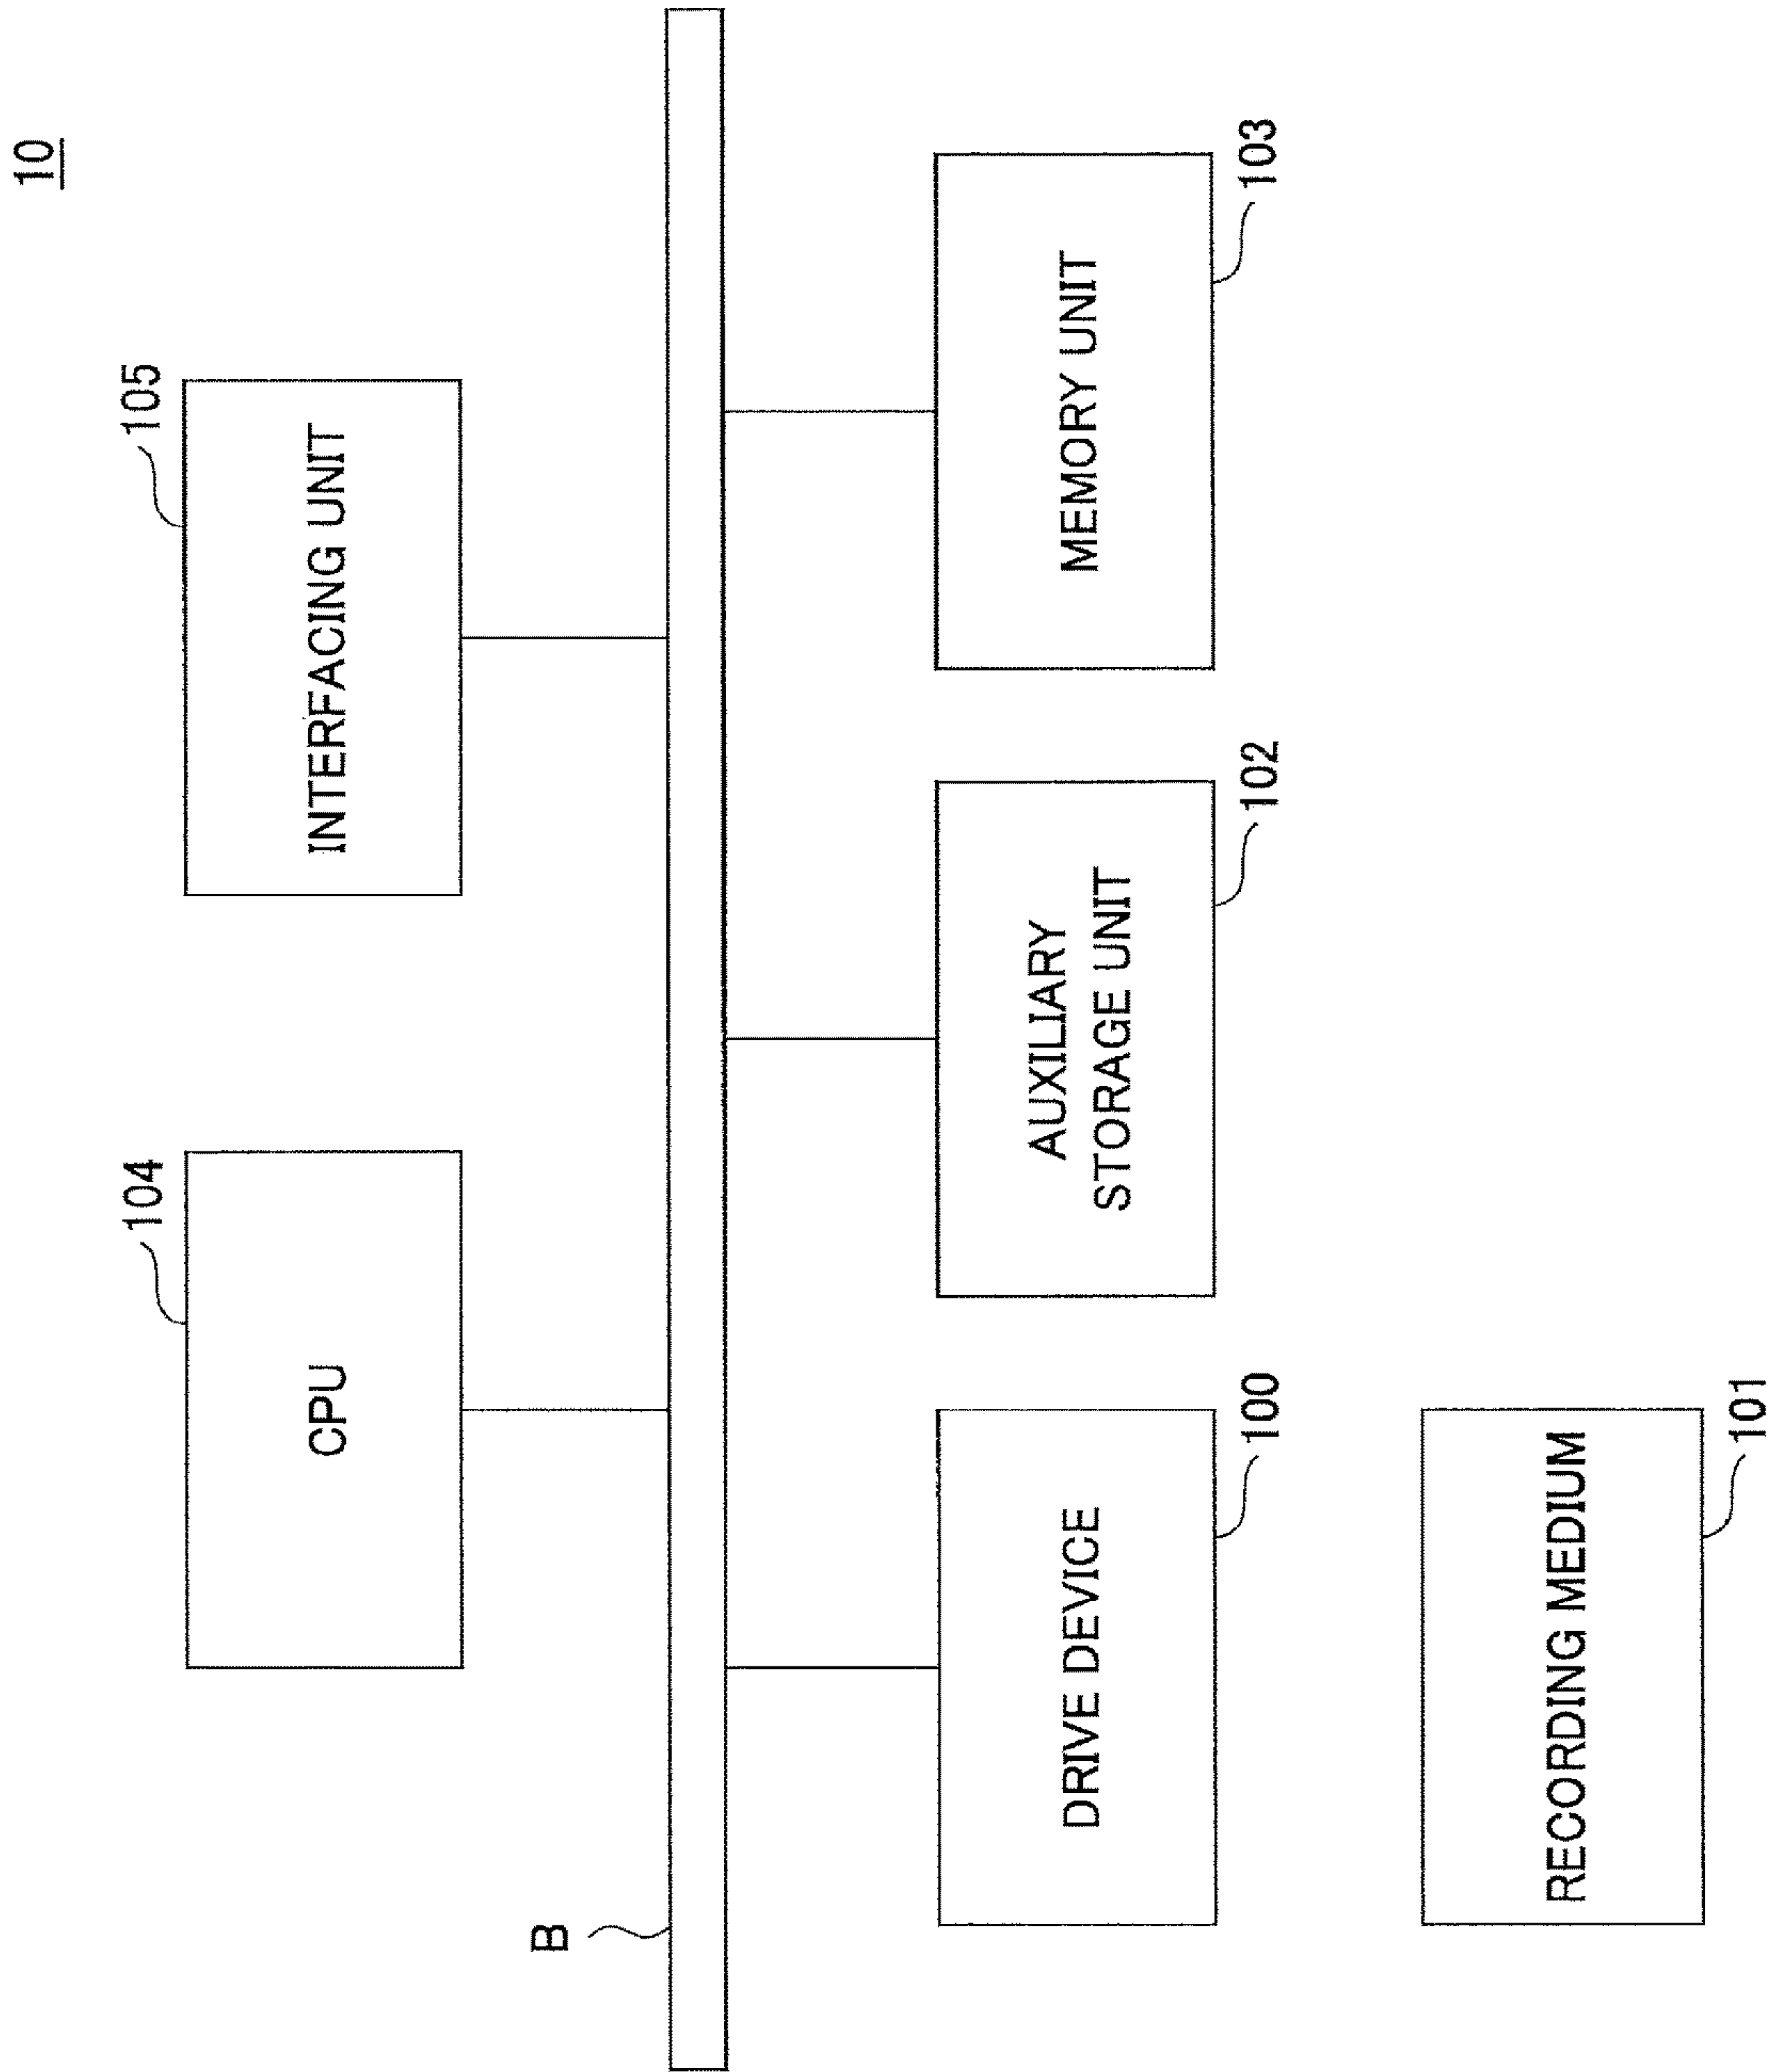 10
104
CPU
105
INTERFACING UNIT
B
DRIVE DEVICE
100
AUXILIARY
STORAGE UNIT
102
MEMORY UNIT
103
RECORDING MEDIUM
101